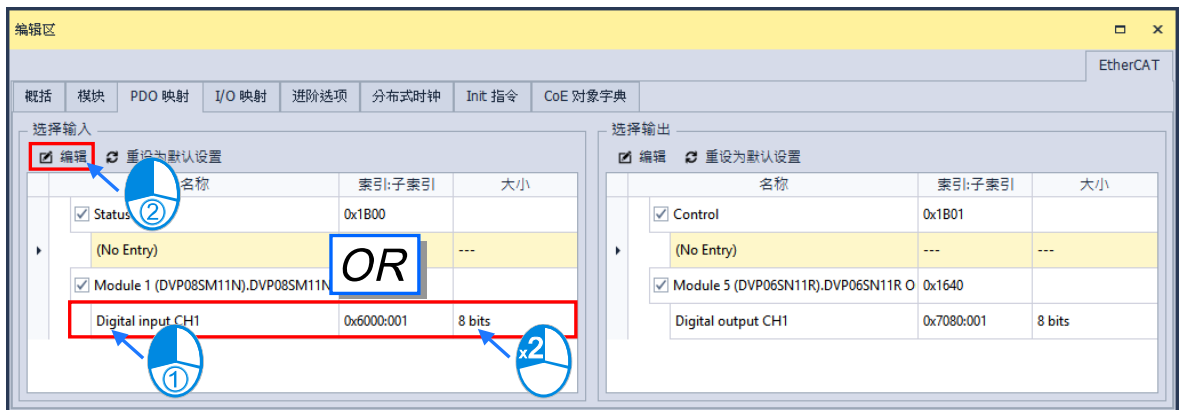 编辑区
EtherCAT
概括 模块 PDO 映射 I/O 映射 进阶选项 分布式时钟 Init 指令 CoE 对象字典
选择输入
编辑 重设为默认设置
名称 索引:子索引 大小
Status 0x1B00
(No Entry) ---
Module 1 (DVP08SM11N).DVP08SM11N
Digital input CH1 0x6000:001 8 bits
OR
①
②
x2
选择输出
编辑 重设为默认设置
名称 索引:子索引 大小
Control 0x1B01
(No Entry) --- ---
Module 5 (DVP06SN11R).DVP06SN11R O 0x1640
Digital output CH1 0x7080:001 8 bits